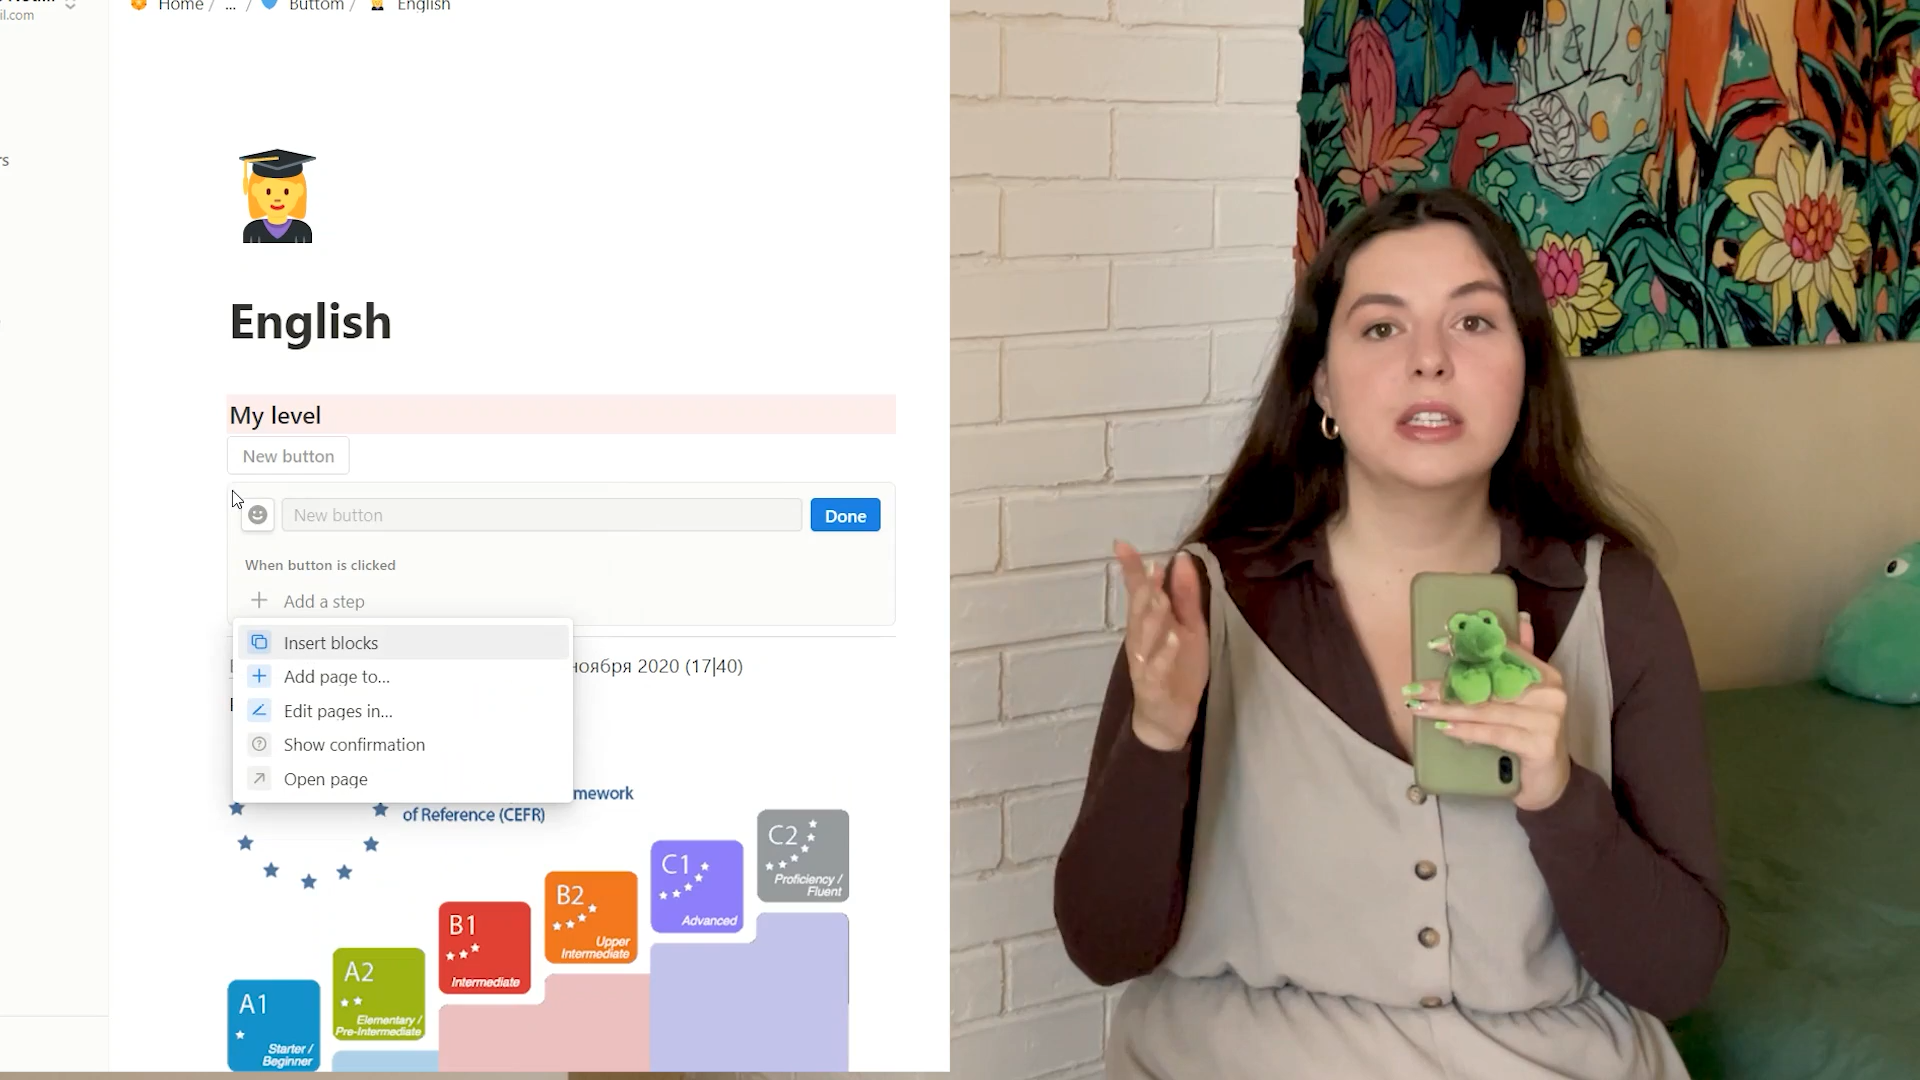 il.com
Home / ... / Buttom / English
rs
English
My level
New button
New button
Done
When button is clicked
Add a step
Insert blocks
ноября 2020 (17|40)
Add page to...
Edit pages in...
Show confirmation
Open page
mework
of Reference (CEFR)
C2
Proficiency /
Fluent
C1
Advanced
B2
Upper
Intermediate
B1
Intermediate
A2
Elementary /
Pre-Intermediate
A1
Starter /
Beginner